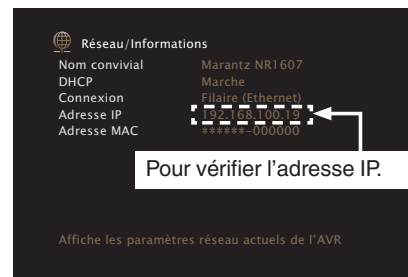 Réseau/Informations
Nom convivial Marantz NR1607
DHCP Marche
Connexion Filaire (Ethernet)
Adresse IP 192.168.100.19
Adresse MAC ******-000000
Pour vérifier l’adresse IP.
Affiche les paramètres réseau actuels de l’AVR